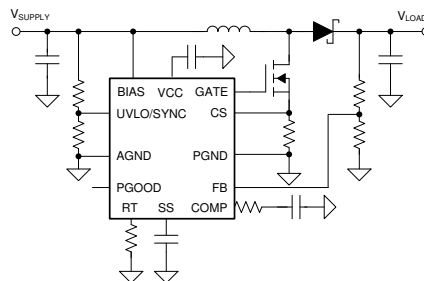 VSUPPLY
VLOAD
BIAS VCC GATE
UVLO/SYNC CS
AGND PGND
PGOOD FB
RT SS COMP